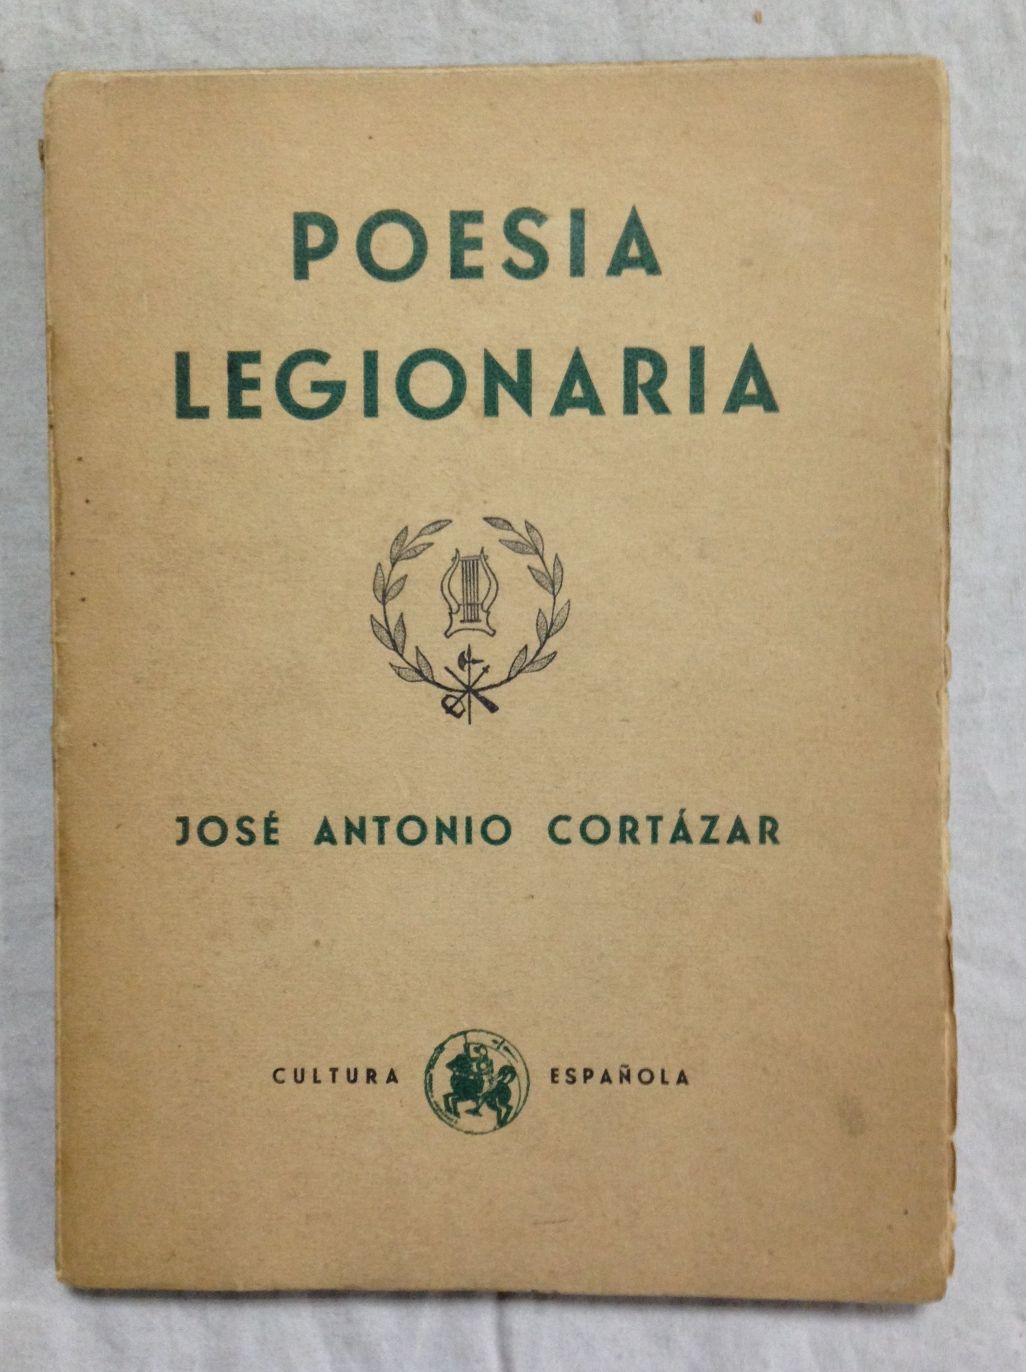 POESIA
LEGIONARIA
JOSÉ ANTONIO CORTÁZAR
CULTURA ESPAÑOLA